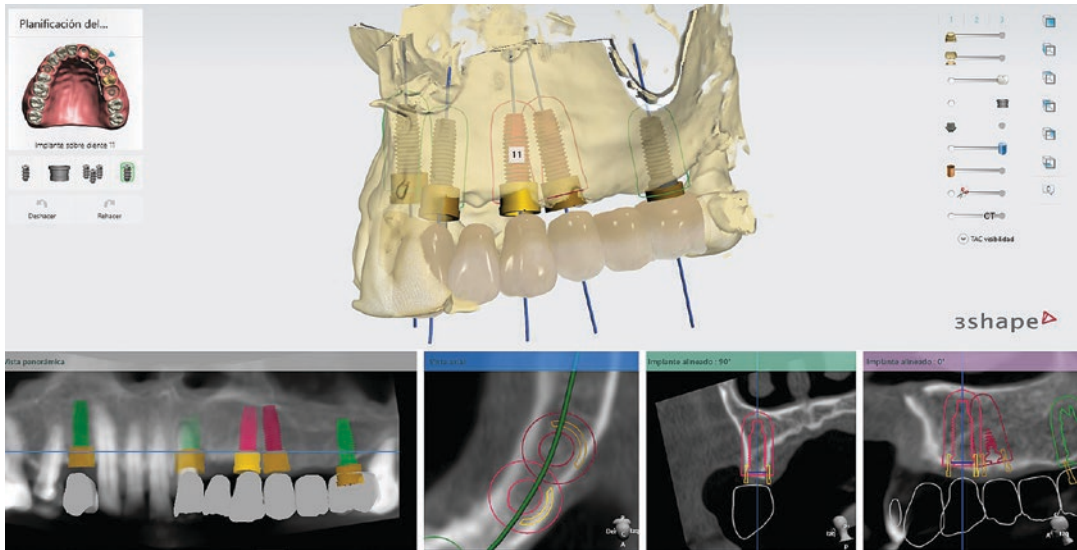 Planificación del...
Implante sobre diente 11
Deshacer
Rehacer
11
1 2 3
CT
TAC visibilidad
3shape
Vista panorámica
Implante alineado : 90°
Implante alineado : 0°